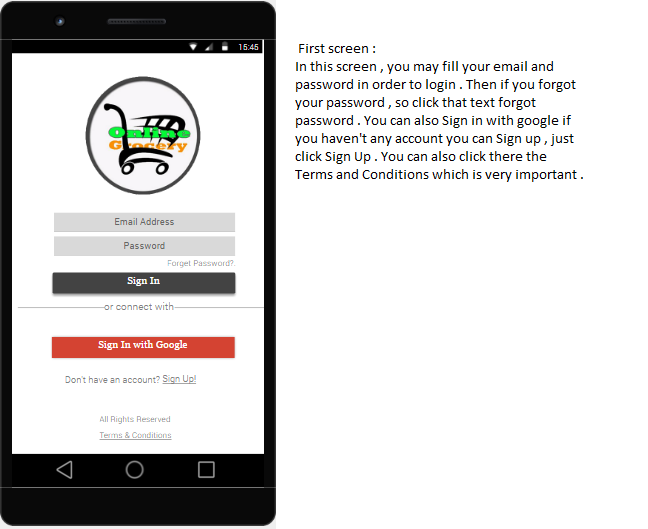 15:45
Online
Grocery
Email Address
Password
Forget Password?
Sign In
or connect with
Sign In with Google
Don't have an account? Sign Up!
All Rights Reserved
Terms & Conditions
First screen :
In this screen , you may fill your email and
password in order to login . Then if you forgot
your password , so click that text forgot
password . You can also Sign in with google if
you haven't any account you can Sign up , just
click Sign Up . You can also click there the
Terms and Conditions which is very important .